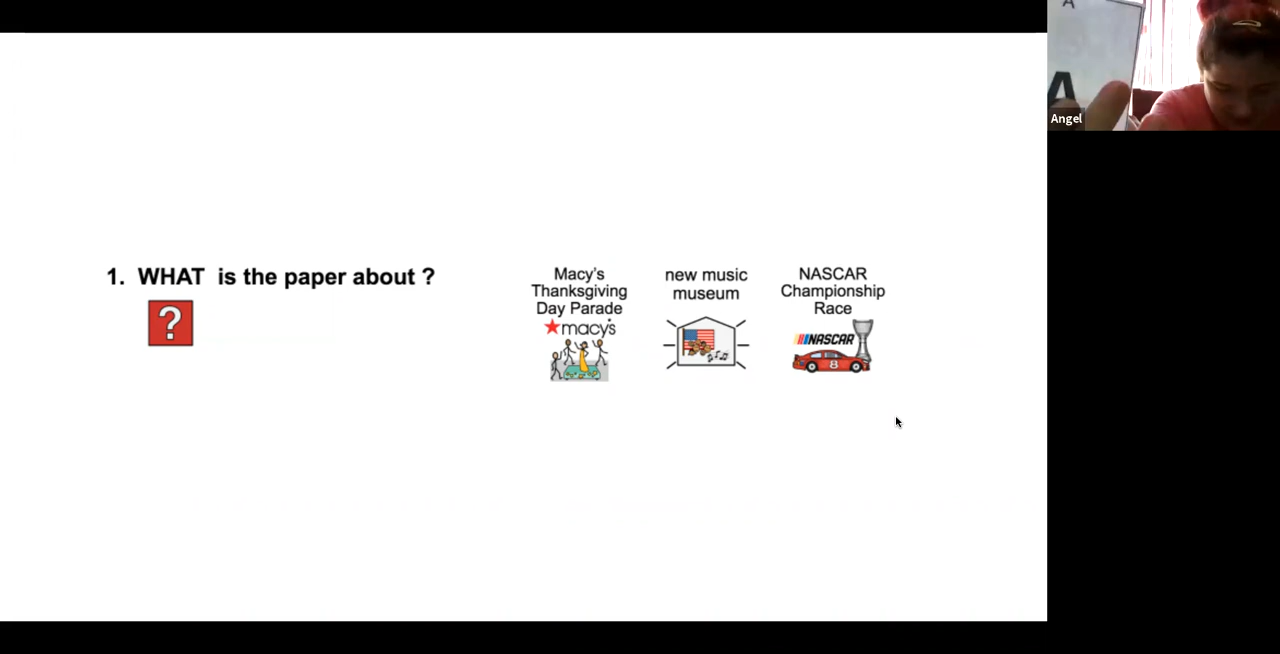 A
A
Angel
1. WHAT is the paper about ?
?
Macy's
Thanksgiving
Day Parade
macy's
new music
museum
NASCAR
Championship
Race
NASCAR
8